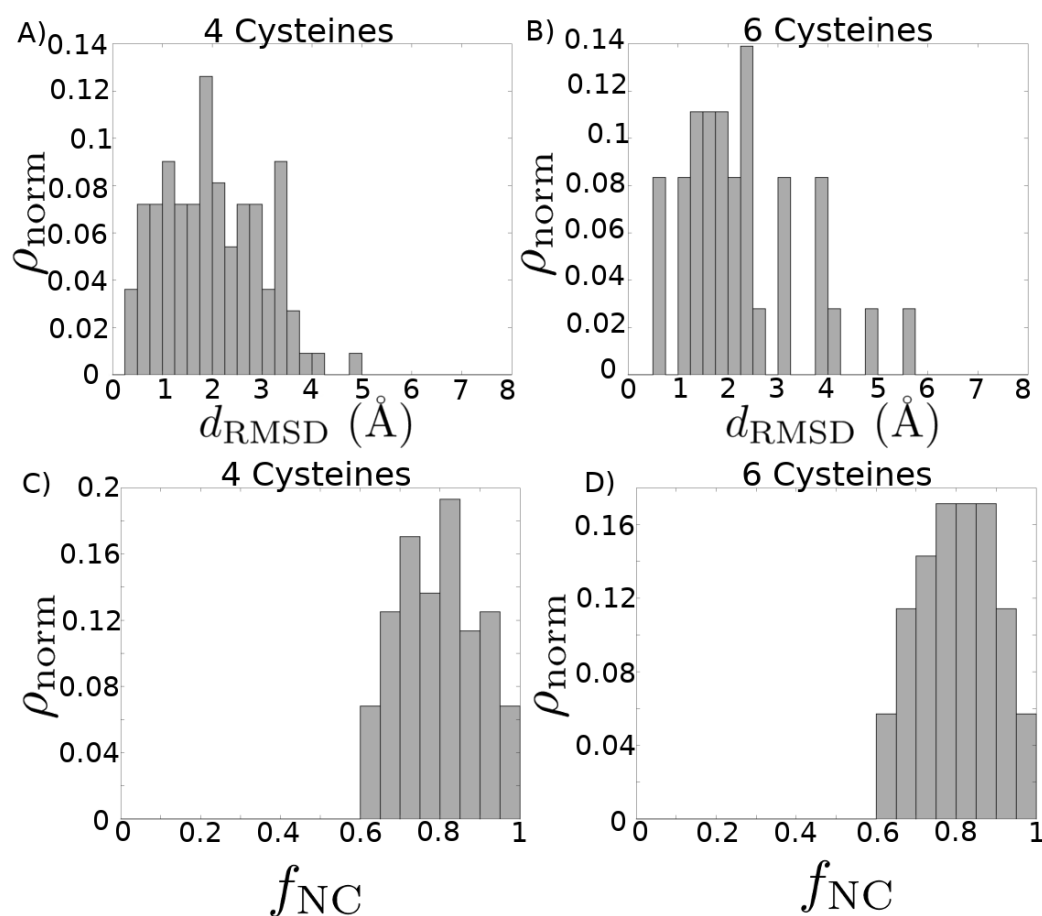 A)
4 Cysteines
0.14
0.12
0.1
0.08
0.06
0.04
0.02
0
ρnorm
0 1 2 3 4 5 6 7 8
dRMSD (Å)
B)
6 Cysteines
0.14
0.12
0.1
0.08
0.06
0.04
0.02
0
ρnorm
0 1 2 3 4 5 6 7 8
dRMSD (Å)
C)
4 Cysteines
0.2
0.16
0.12
0.08
0.04
0
ρnorm
0 0.2 0.4 0.6 0.8 1
fNC
D)
6 Cysteines
0.16
0.12
0.08
0.04
0
ρnorm
0 0.2 0.4 0.6 0.8 1
fNC